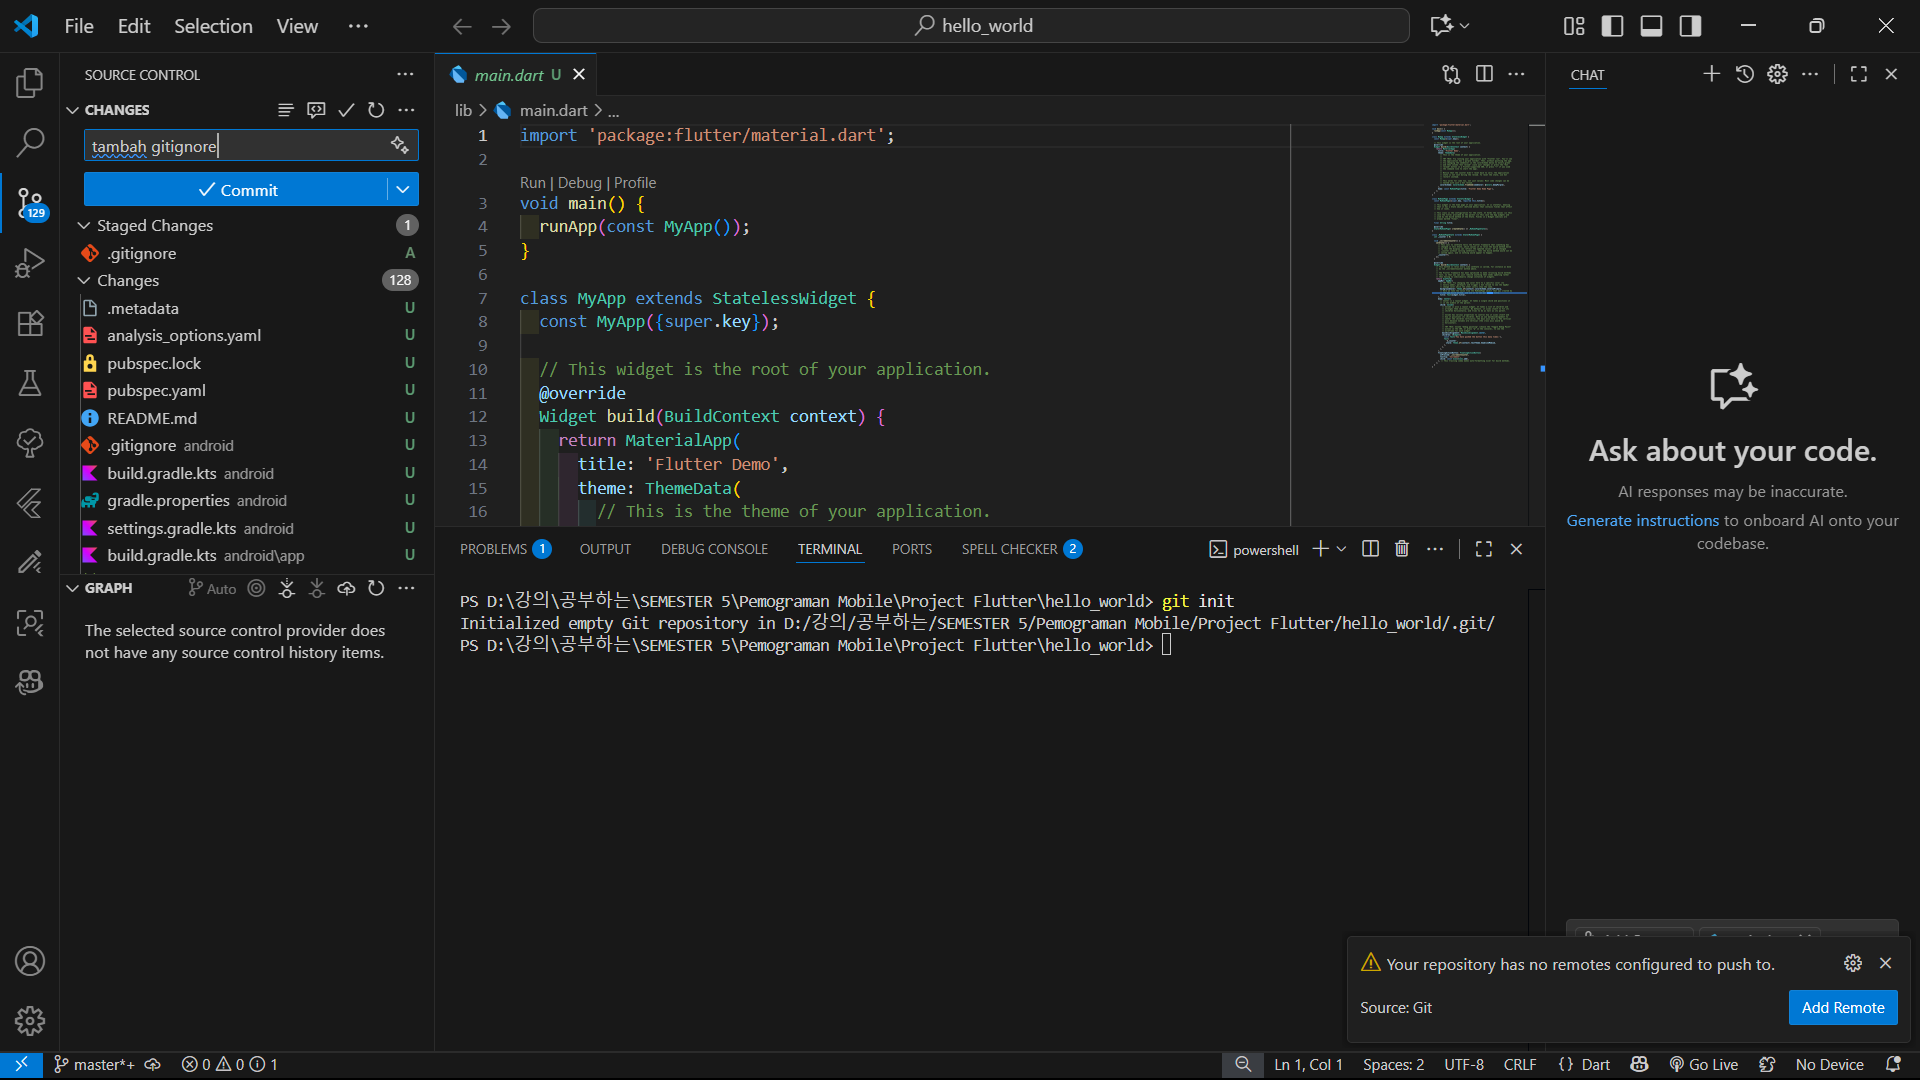 File Edit Selection View ···
hello_world
SOURCE CONTROL
CHANGES
tambah gitignore
Commit
Staged Changes 1
.gitignore A
Changes 128
.metadata U
analysis_options.yaml U
pubspec.lock U
pubspec.yaml U
README.md U
.gitignore android U
build.gradle.kts android U
gradle.properties android U
settings.gradle.kts android U
build.gradle.kts android\app U
129
GRAPH Auto
The selected source control provider does
not have any source control history items.
main.dart U
lib > main.dart > ...
1 import 'package:flutter/material.dart';
2
Run | Debug | Profile
3 void main() {
4 runApp(const MyApp());
5 }
6
7 class MyApp extends StatelessWidget {
8 const MyApp({super.key});
9
10 // This widget is the root of your application.
11 @override
12 Widget build(BuildContext context) {
13 return MaterialApp(
14 title: 'Flutter Demo',
15 theme: ThemeData(
16 // This is the theme of your application.
PROBLEMS 1 OUTPUT DEBUG CONSOLE TERMINAL PORTS SPELL CHECKER 2 powershell
PS D:\강의\공부하는\SEMESTER 5\Pemograman Mobile\Project Flutter\hello_world> git init
Initialized empty Git repository in D:/강의/공부하는/SEMESTER 5/Pemograman Mobile/Project Flutter/hello_world/.git/
PS D:\강의\공부하는\SEMESTER 5\Pemograman Mobile\Project Flutter\hello_world>
CHAT
Ask about your code.
AI responses may be inaccurate.
Generate instructions to onboard AI onto your
codebase.
Your repository has no remotes configured to push to.
Source: Git
Add Remote
master*+ 0 0 1 Ln 1, Col 1 Spaces: 2 UTF-8 CRLF {} Dart Go Live No Device